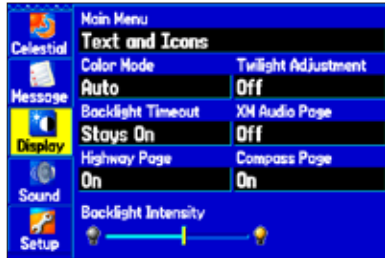 Celestial
Message
Display
Sound
Setup
Main Menu
Text and Icons
Color Mode
Twilight Adjustment
Auto
Off
Backlight Timeout
XM Audio Page
Stays On
Off
Highway Page
Compass Page
On
On
Backlight Intensity